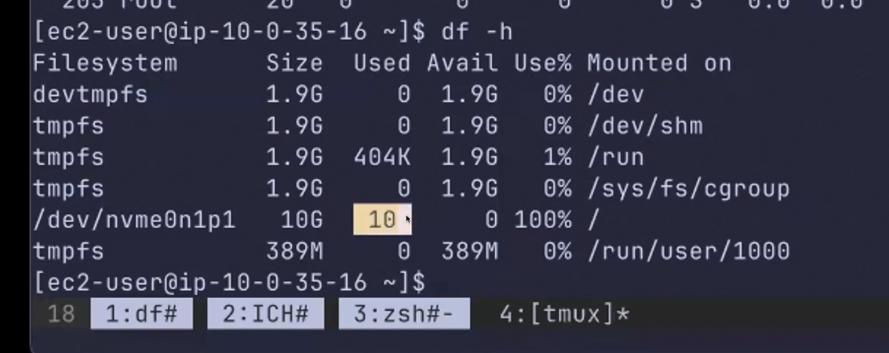 [ec2-user@ip-10-0-35-16 ~]$ df -h
Filesystem Size Used Avail Use% Mounted on
devtmpfs 1.9G 0 1.9G 0% /dev
tmpfs 1.9G 0 1.9G 0% /dev/shm
tmpfs 1.9G 404K 1.9G 1% /run
tmpfs 1.9G 0 1.9G 0% /sys/fs/cgroup
/dev/nvme0n1p1 10G 10 0 100% /
tmpfs 389M 0 389M 0% /run/user/1000
[ec2-user@ip-10-0-35-16 ~]$
18 1:df# 2:ICH# 3:zsh#- 4:[tmux]*